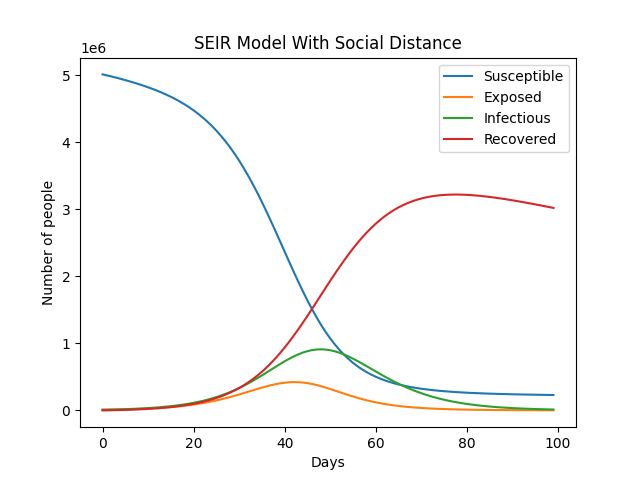 SEIR Model With Social Distance
1e6
Susceptible
Exposed
Infectious
Recovered
5
4
3
2
1
0
Number of people
0 20 40 60 80 100
Days